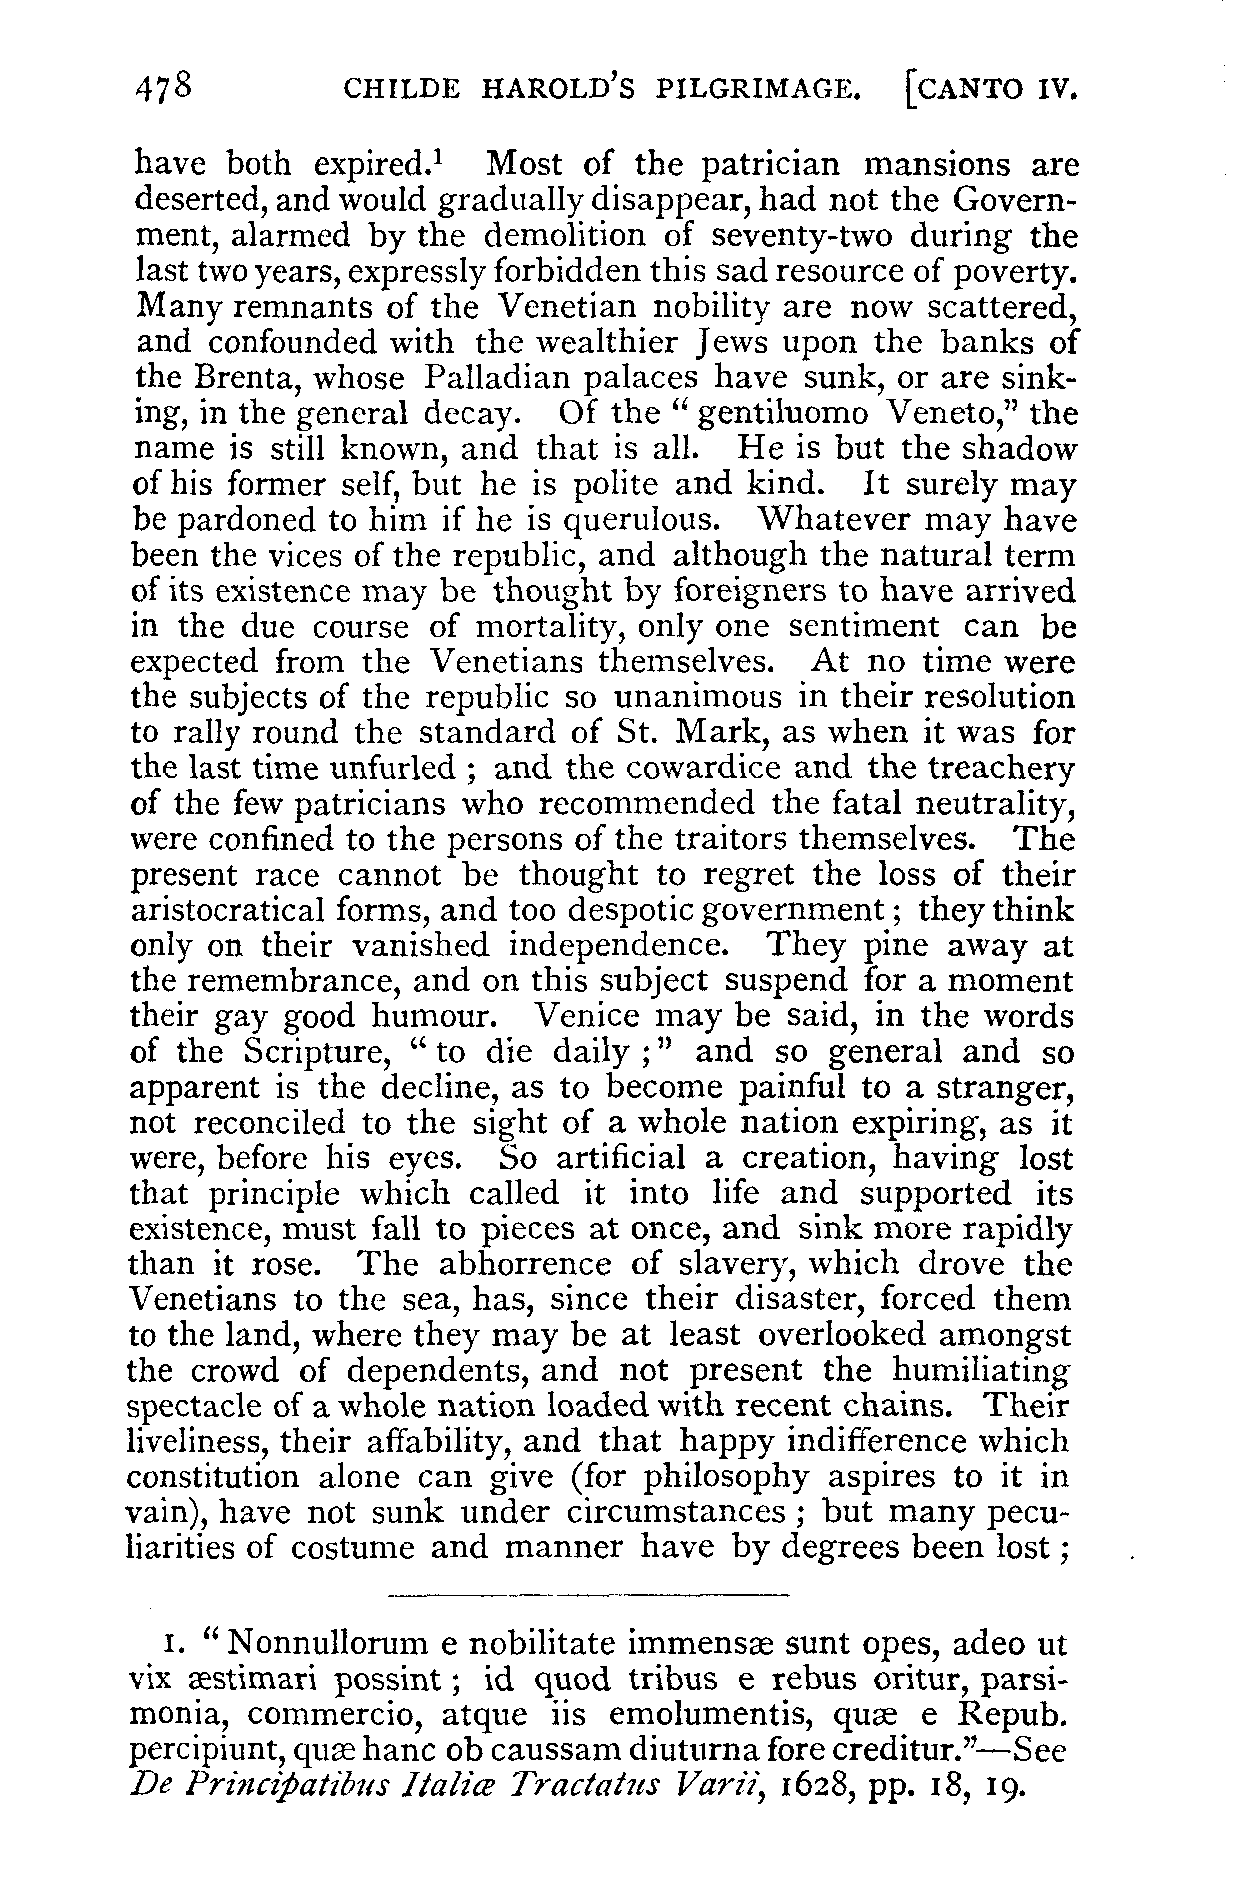 478 CHILDE HAROLD'S PILGRIMAGE. [CANTO IV.
have both expired.¹ Most of the patrician mansions are
deserted, and would gradually disappear, had not the Govern-
ment, alarmed by the demolition of seventy-two during the
last two years, expressly forbidden this sad resource of poverty.
Many remnants of the Venetian nobility are now scattered,
and confounded with the wealthier Jews upon the banks of
the Brenta, whose Palladian palaces have sunk, or are sink-
ing, in the general decay. Of the “ gentiluomo Veneto,” the
name is still known, and that is all. He is but the shadow
of his former self, but he is polite and kind. It surely may
be pardoned to him if he is querulous. Whatever may have
been the vices of the republic, and although the natural term
of its existence may be thought by foreigners to have arrived
in the due course of mortality, only one sentiment can be
expected from the Venetians themselves. At no time were
the subjects of the republic so unanimous in their resolution
to rally round the standard of St. Mark, as when it was for
the last time unfurled ; and the cowardice and the treachery
of the few patricians who recommended the fatal neutrality,
were confined to the persons of the traitors themselves. The
present race cannot be thought to regret the loss of their
aristocratical forms, and too despotic government ; they think
only on their vanished independence. They pine away at
the remembrance, and on this subject suspend for a moment
their gay good humour. Venice may be said, in the words
of the Scripture, “ to die daily ;” and so general and so
apparent is the decline, as to become painful to a stranger,
not reconciled to the sight of a whole nation expiring, as it
were, before his eyes. So artificial a creation, having lost
that principle which called it into life and supported its
existence, must fall to pieces at once, and sink more rapidly
than it rose. The abhorrence of slavery, which drove the
Venetians to the sea, has, since their disaster, forced them
to the land, where they may be at least overlooked amongst
the crowd of dependents, and not present the humiliating
spectacle of a whole nation loaded with recent chains. Their
liveliness, their affability, and that happy indifference which
constitution alone can give (for philosophy aspires to it in
vain), have not sunk under circumstances ; but many pecu-
liarities of costume and manner have by degrees been lost ;
1. “ Nonnullorum e nobilitate immensæ sunt opes, adeo ut
vix æstimari possint ; id quod tribus e rebus oritur, parsi-
monia, commercio, atque iis emolumentis, quæ e Repub.
percipiunt, quæ hanc ob caussam diuturna fore creditur.”—See
De Principatibus Italiæ Tractatus Varii, 1628, pp. 18, 19.